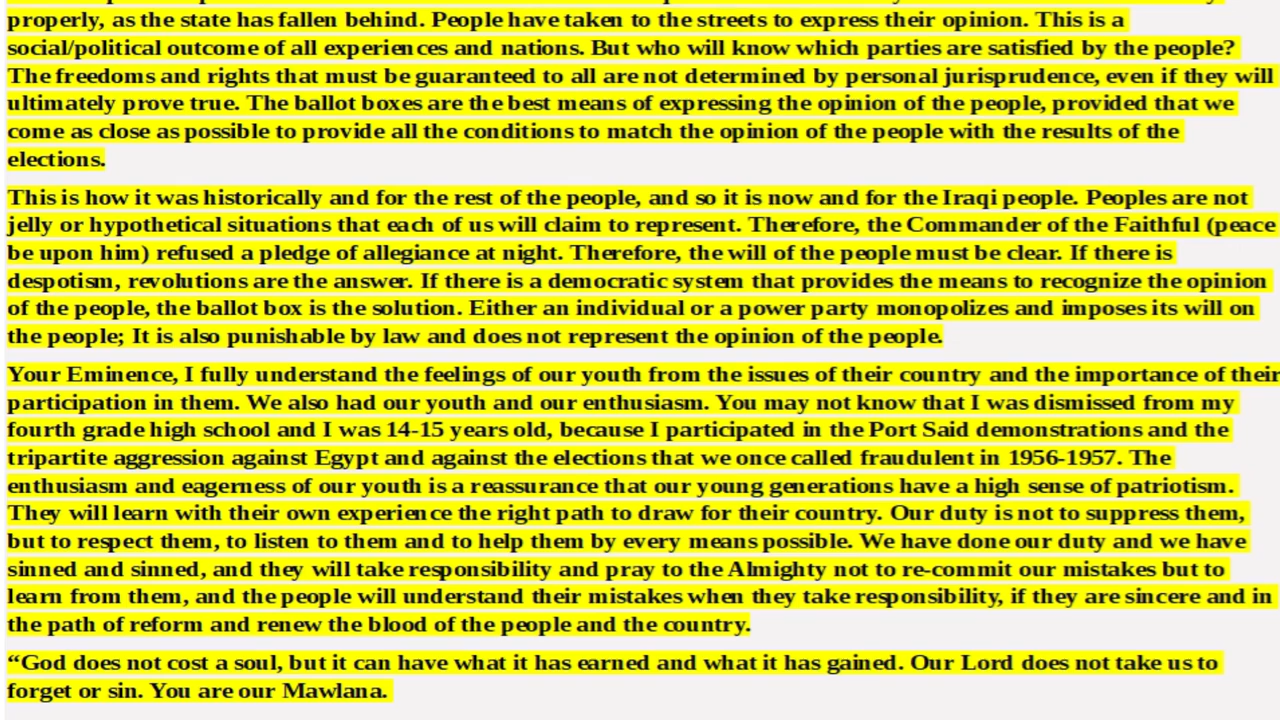 properly, as the state has fallen behind. People have taken to the streets to express their opinion. This is a
social/political outcome of all experiences and nations. But who will know which parties are satisfied by the people?
The freedoms and rights that must be guaranteed to all are not determined by personal jurisprudence, even if they will
ultimately prove true. The ballot boxes are the best means of expressing the opinion of the people, provided that we
come as close as possible to provide all the conditions to match the opinion of the people with the results of the
elections.
This is how it was historically and for the rest of the people, and so it is now and for the Iraqi people. Peoples are not
jelly or hypothetical situations that each of us will claim to represent. Therefore, the Commander of the Faithful (peace
be upon him) refused a pledge of allegiance at night. Therefore, the will of the people must be clear. If there is
despotism, revolutions are the answer. If there is a democratic system that provides the means to recognize the opinion
of the people, the ballot box is the solution. Either an individual or a power party monopolizes and imposes its will on
the people; It is also punishable by law and does not represent the opinion of the people.
Your Eminence, I fully understand the feelings of our youth from the issues of their country and the importance of their
participation in them. We also had our youth and our enthusiasm. You may not know that I was dismissed from my
fourth grade high school and I was 14-15 years old, because I participated in the Port Said demonstrations and the
tripartite aggression against Egypt and against the elections that we once called fraudulent in 1956-1957. The
enthusiasm and eagerness of our youth is a reassurance that our young generations have a high sense of patriotism.
They will learn with their own experience the right path to draw for their country. Our duty is not to suppress them,
but to respect them, to listen to them and to help them by every means possible. We have done our duty and we have
sinned and sinned, and they will take responsibility and pray to the Almighty not to re-commit our mistakes but to
learn from them, and the people will understand their mistakes when they take responsibility, if they are sincere and in
the path of reform and renew the blood of the people and the country.
“God does not cost a soul, but it can have what it has earned and what it has gained. Our Lord does not take us to
forget or sin. You are our Mawlana.